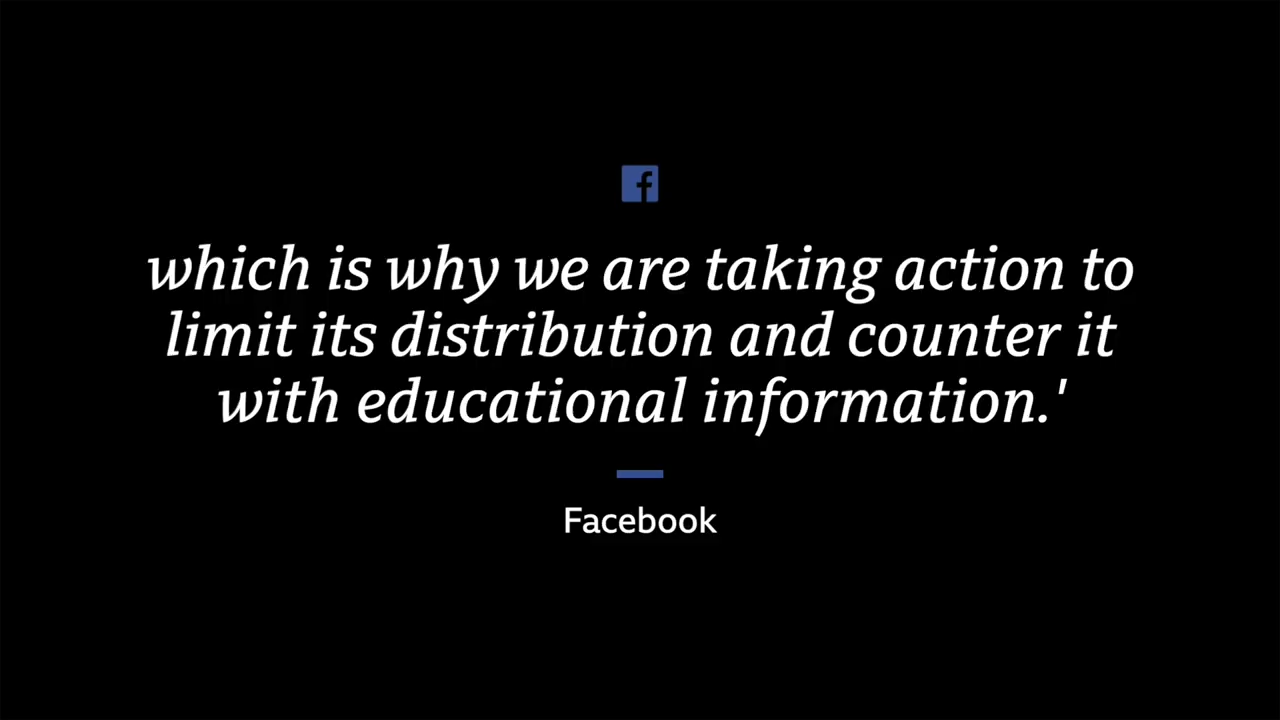 which is why we are taking action to
limit its distribution and counter it
with educational information.'
Facebook